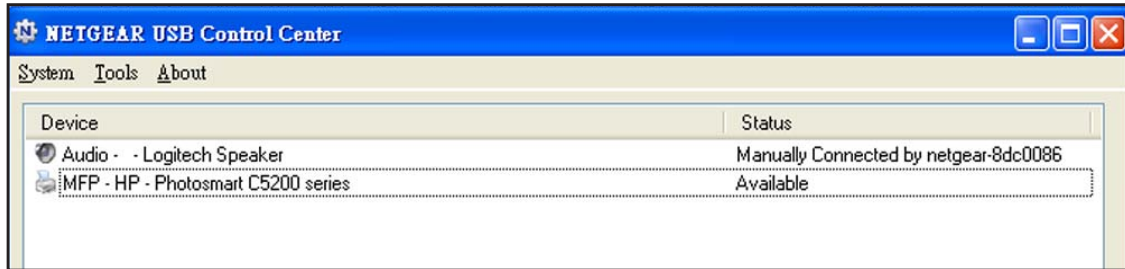 NETGEAR USB Control Center
System Tools About
Device Status
Audio - - Logitech Speaker Manually Connected by netgear-8dc0086
MFP - HP - Photosmart C5200 series Available